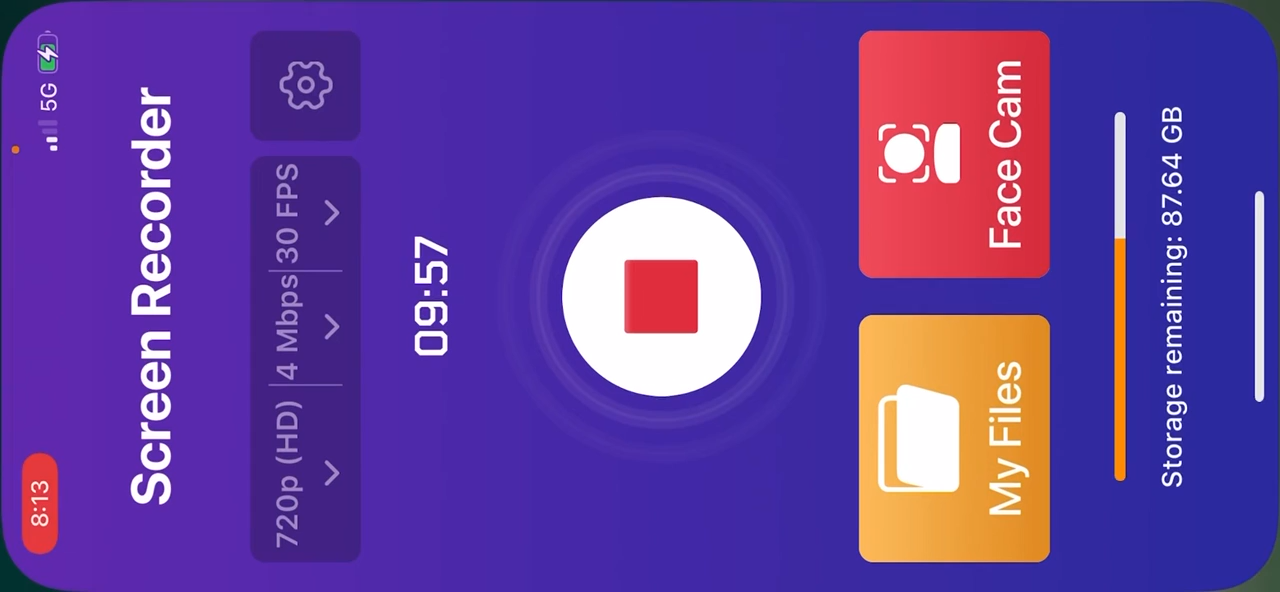 8:13
5G
Screen Recorder
720p (HD)
4 Mbps
30 FPS
09:57
My Files
Face Cam
Storage remaining: 87.64 GB